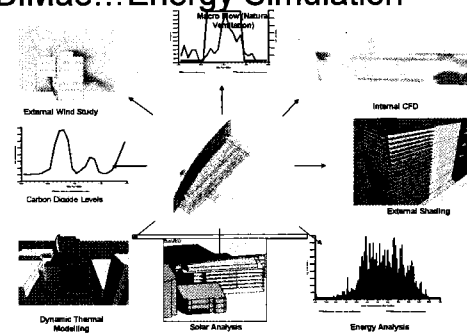 DiMas...Energy Simulation
Macro Flow (Natural
Ventilation)
External Wind Study
Internal CFD
Carbon Dioxide Levels
External Shading
Dynamic Thermal
Modelling
Solar Analysis
Energy Analysis